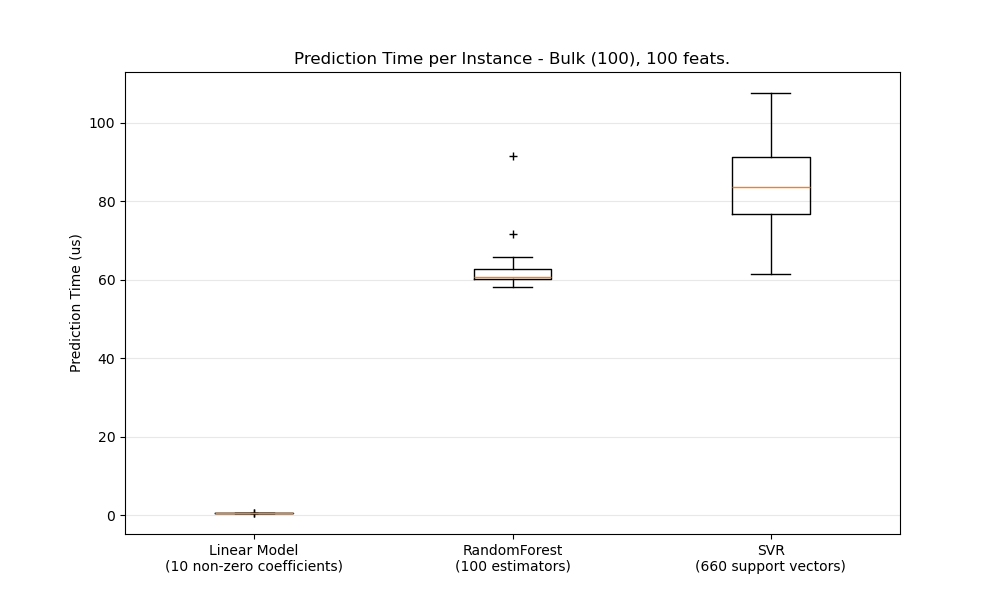 Prediction Time per Instance - Bulk (100), 100 feats.
Prediction Time (us)
100
80
60
40
20
0
Linear Model
(10 non-zero coefficients)
RandomForest
(100 estimators)
SVR
(660 support vectors)